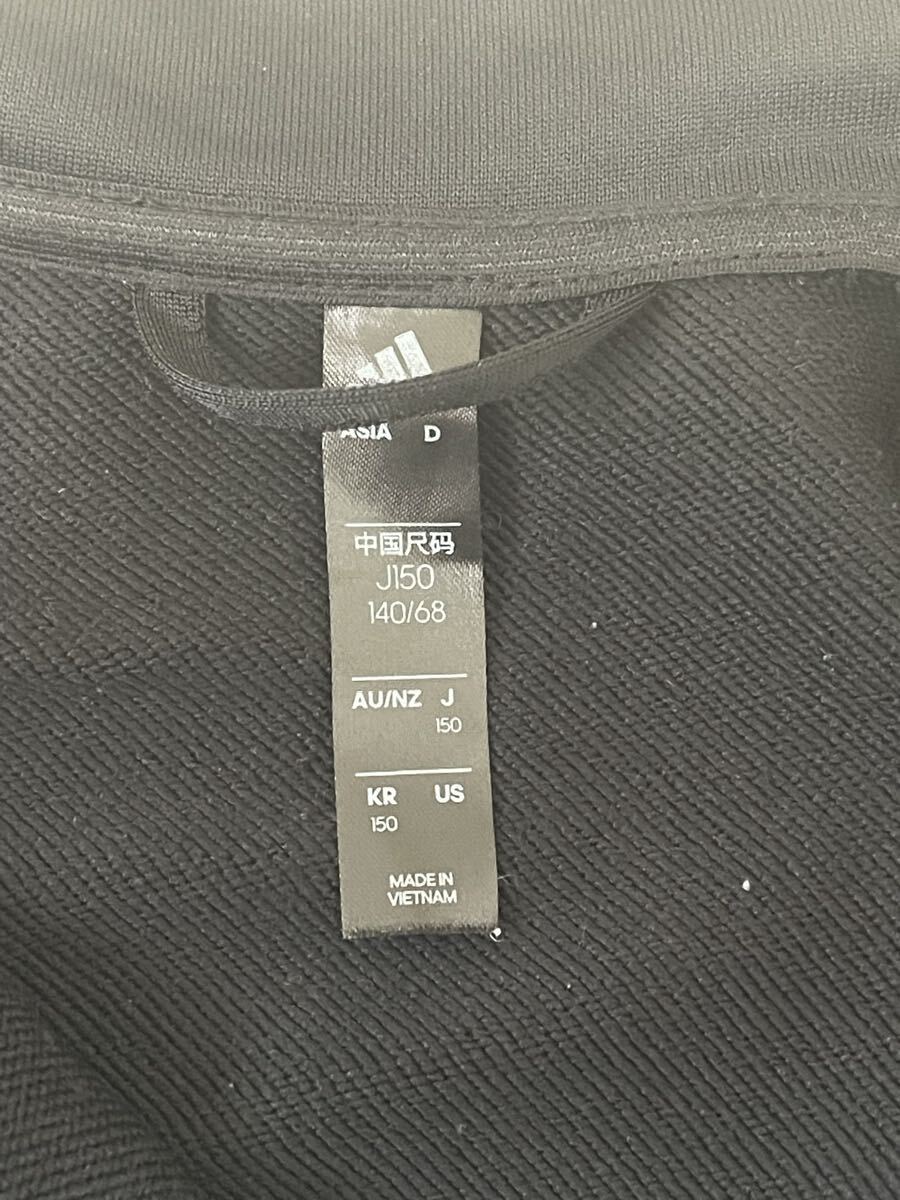 ASIA D
中国尺码
J150
140/68
AU/NZ J
150
KR US
150
MADE IN
VIETNAM